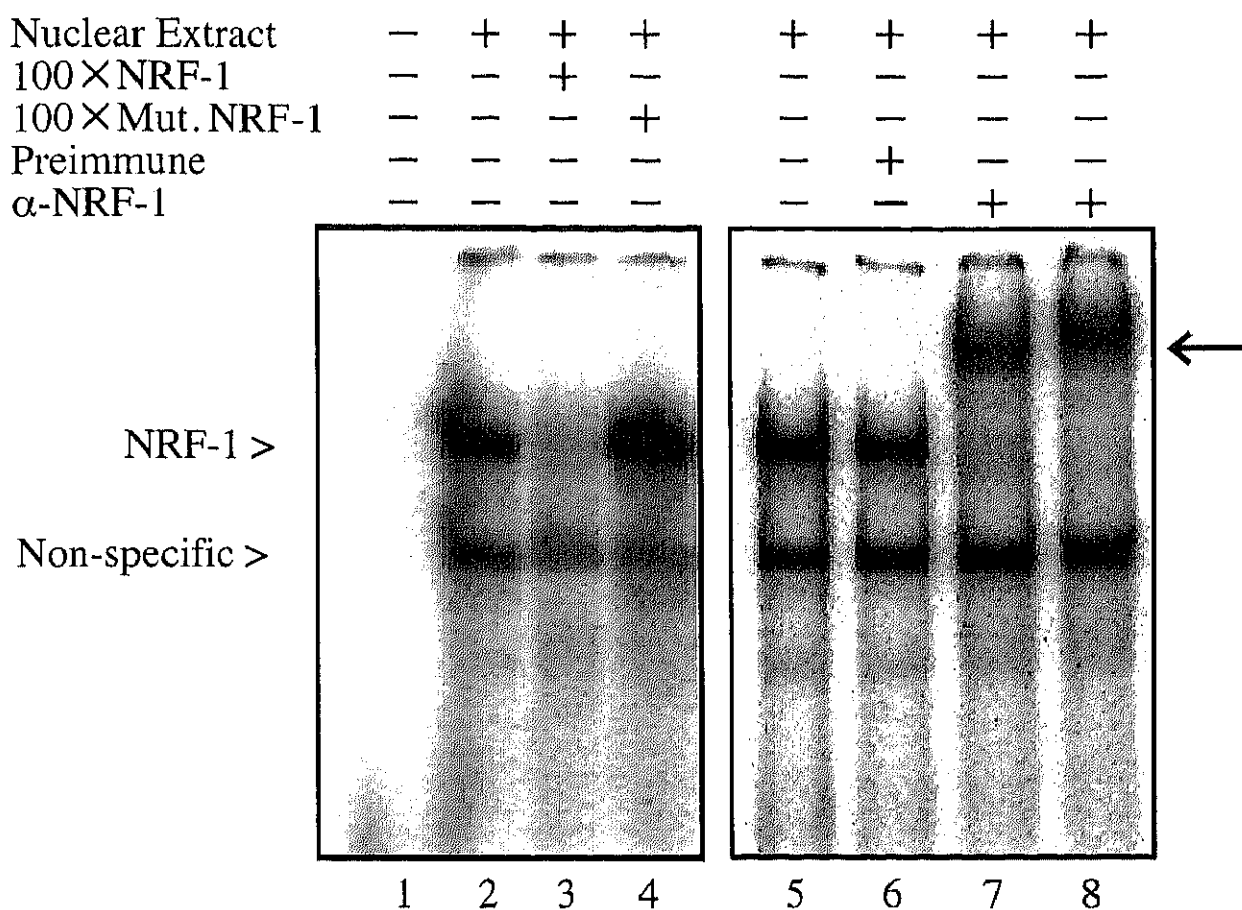 Nuclear Extract − + + + + + + +
100×NRF-1 − − + − − − − −
100×Mut. NRF-1 − − − + − − − −
Preimmune − − − − − + − −
α-NRF-1 − − − − − − + +
NRF-1 >
Non-specific >
1 2 3 4 5 6 7 8